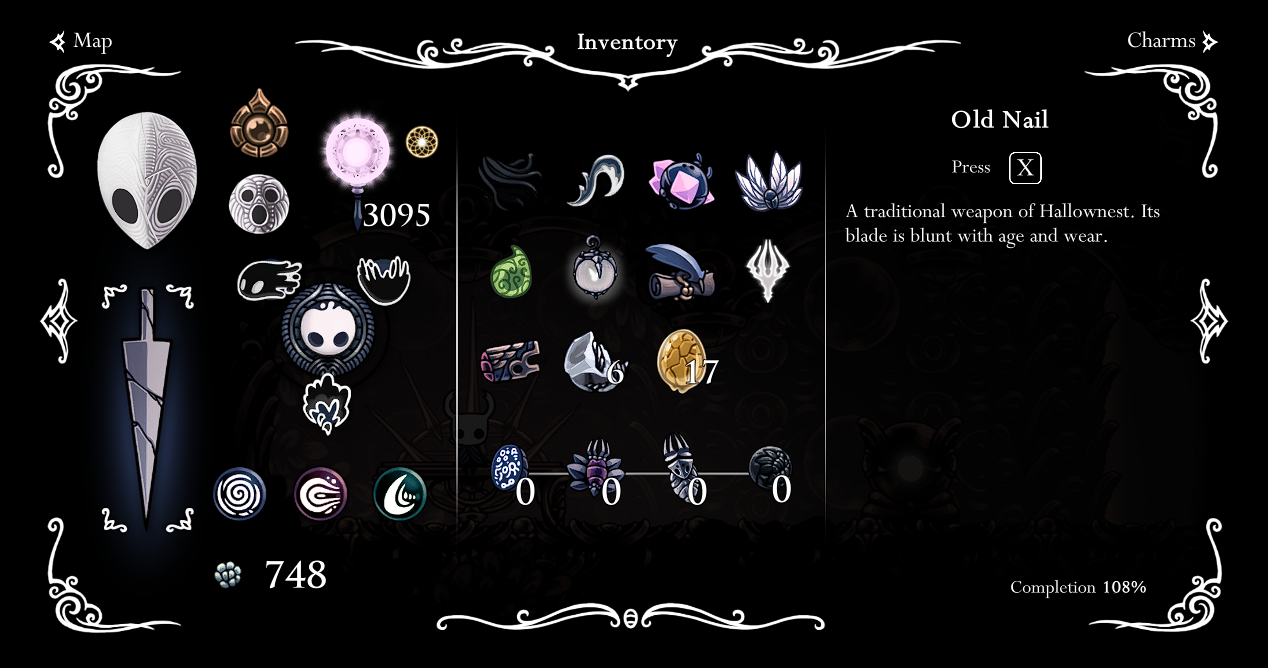 Map
Inventory
Charms
Old Nail
Press X
A traditional weapon of Hallownest. Its
blade is blunt with age and wear.
3095
6
17
0
0
0
0
748
Completion 108%